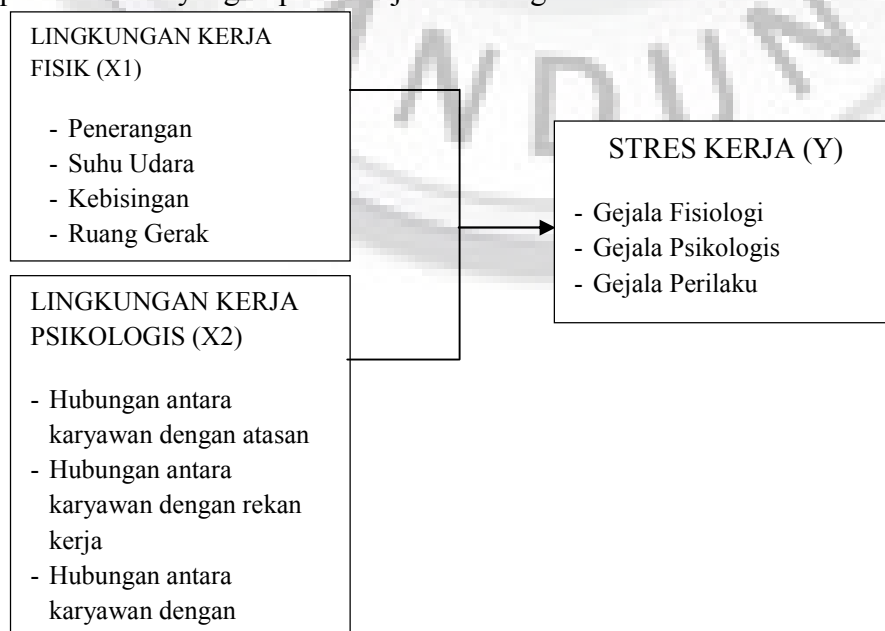 LINGKUNGAN KERJA
FISIK (X1)
- Penerangan
- Suhu Udara
- Kebisingan
- Ruang Gerak
STRES KERJA (Y)
- Gejala Fisiologi
- Gejala Psikologis
- Gejala Perilaku
LINGKUNGAN KERJA
PSIKOLOGIS (X2)
- Hubungan antara
karyawan dengan atasan
- Hubungan antara
karyawan dengan rekan
kerja
- Hubungan antara
karyawan dengan